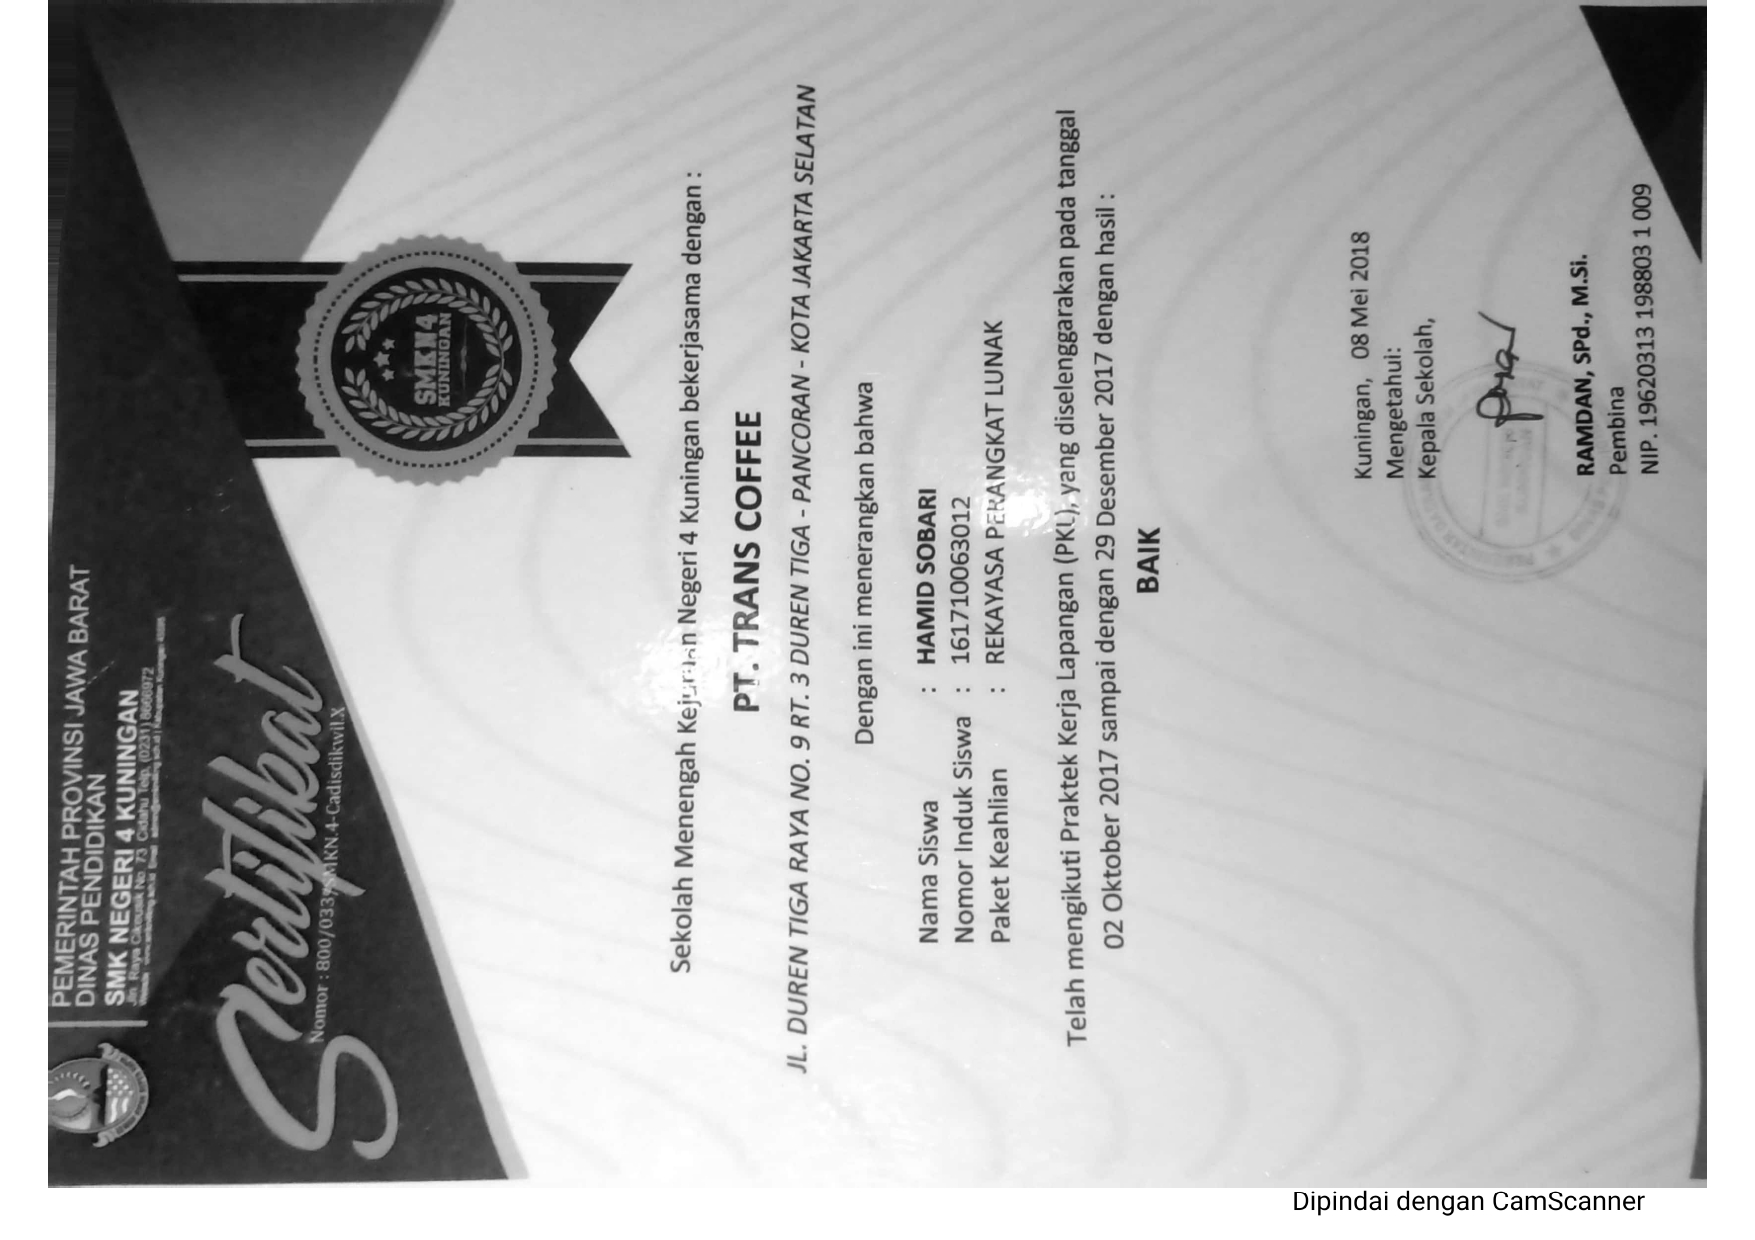 PEMERINTAH PROVINSI JAWA BARAT
DINAS PENDIDIKAN
SMK NEGERI 4 KUNINGAN
Jln. Raya Cikeusik No. 73 Cidahu Telp. (0231) 8666972
Sertifikat
Nomor : 800/033/SMKN.4-Cadisdikwil.X
SMKN4
KUNINGAN
Sekolah Menengah Kejuruan Negeri 4 Kuningan bekerjasama dengan :
PT. TRANS COFFEE
JL. DUREN TIGA RAYA NO. 9 RT. 3 DUREN TIGA - PANCORAN - KOTA JAKARTA SELATAN
Dengan ini menerangkan bahwa
Nama Siswa : HAMID SOBARI
Nomor Induk Siswa : 161710063012
Paket Keahlian : REKAYASA PERANGKAT LUNAK
Telah mengikuti Praktek Kerja Lapangan (PKL), yang diselenggarakan pada tanggal
02 Oktober 2017 sampai dengan 29 Desember 2017 dengan hasil :
BAIK
Kuningan, 08 Mei 2018
Mengetahui:
Kepala Sekolah,
RAMDAN, SPd., M.Si.
Pembina
NIP. 19620313 198803 1 009
Dipindai dengan CamScanner